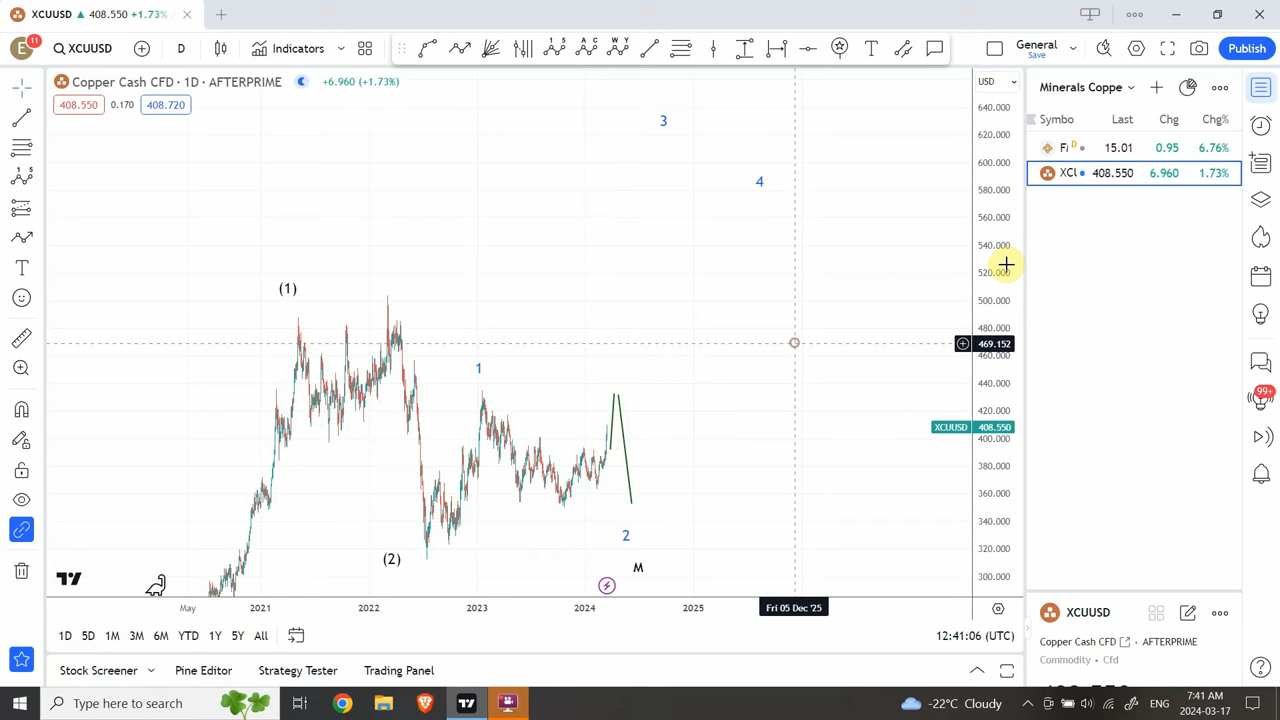 XCUUSD ▲ 408.550 +1.73%
E 11 XCUUSD D Indicators General Save Publish
Copper Cash CFD · 1D · AFTERPRIME +6.960 (+1.73%)
408.550 0.170 408.720
USD
640.000
620.000
600.000
580.000
560.000
540.000
520.000
500.000
480.000
469.152
460.000
440.000
420.000
XCUUSD 408.550
400.000
380.000
360.000
340.000
320.000
300.000
3
4
(1)
1
(2)
2
M
May 2021 2022 2023 2024 2025 Fri 05 Dec '25
1D 5D 1M 3M 6M YTD 1Y 5Y All 12:41:06 (UTC)
Stock Screener Pine Editor Strategy Tester Trading Panel
Minerals Coppe
Symbo Last Chg Chg%
D 15.01 0.95 6.76%
408.550 6.960 1.73%
99+
XCUUSD
Copper Cash CFD · AFTERPRIME
Commodity · Cfd
Type here to search
-22°C Cloudy ENG 7:41 AM
2024-03-17